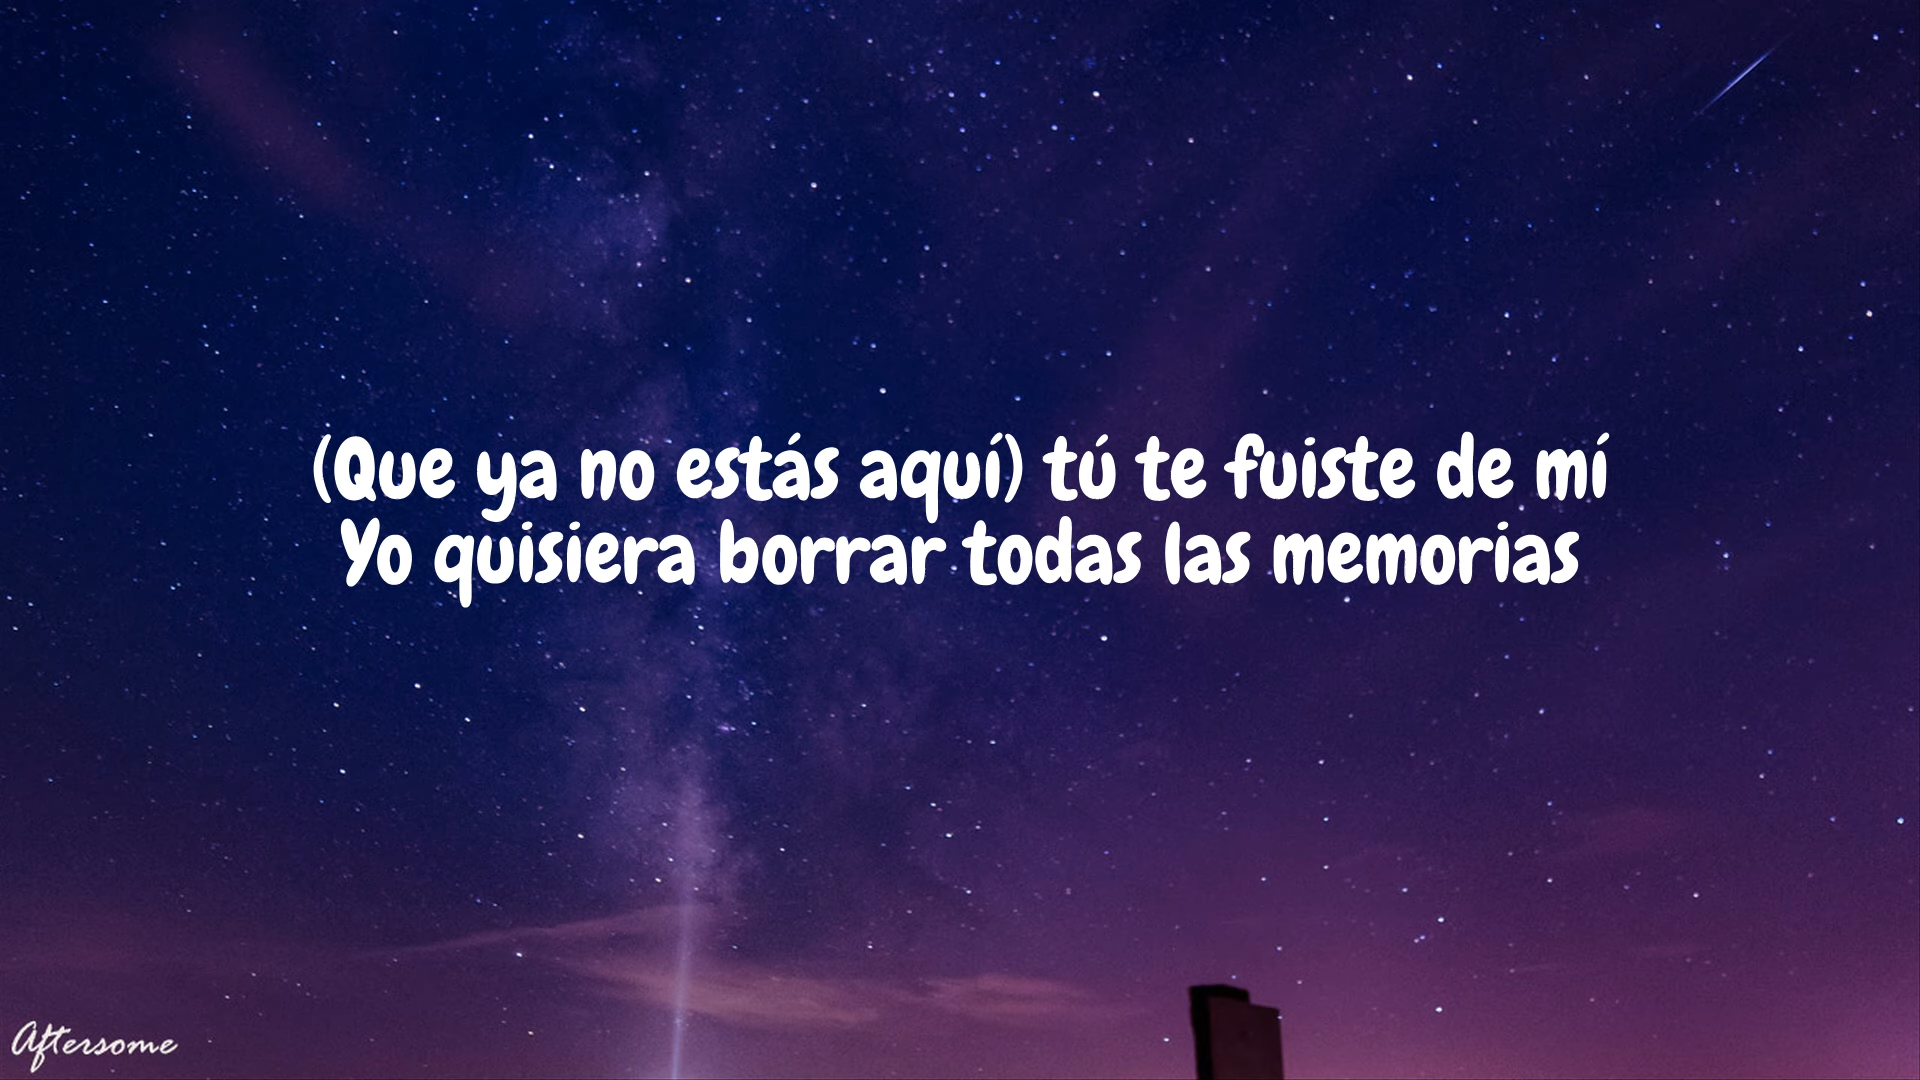 (Que ya no estás aquí) tú te fuiste de mí
Yo quisiera borrar todas las memorias
Aftersome